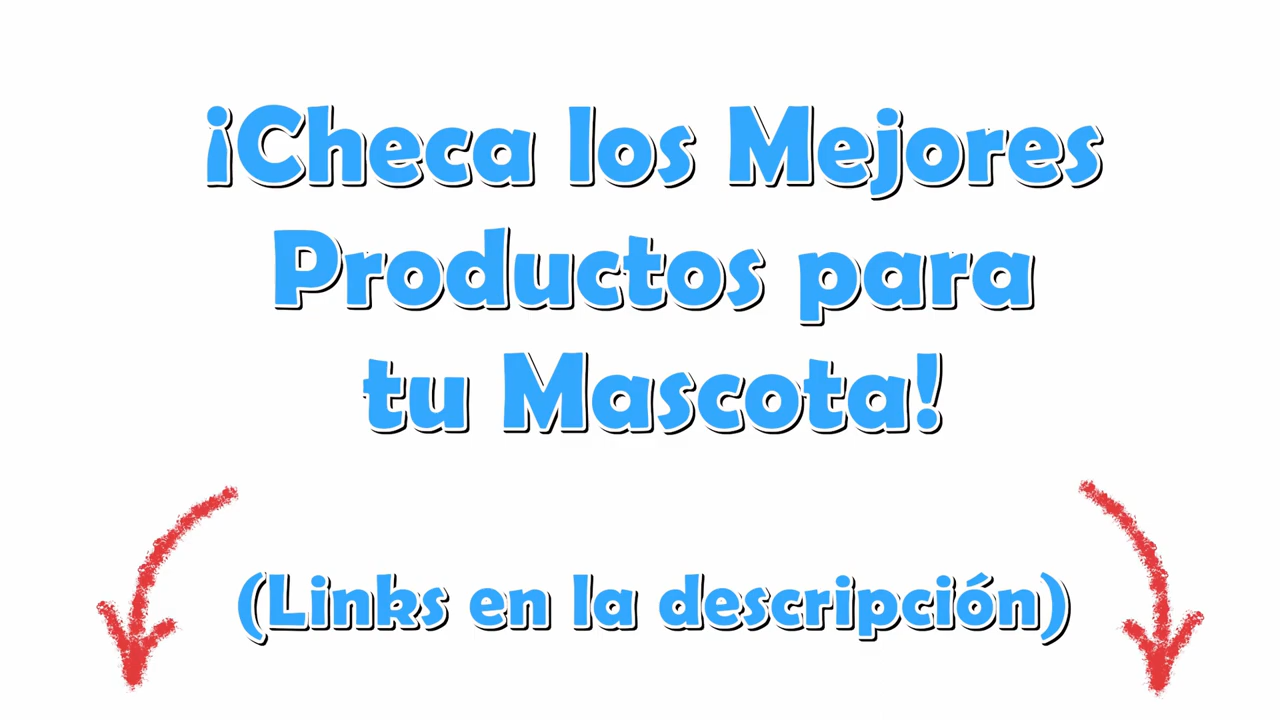 ¡Checa los Mejores
Productos para
tu Mascota!
(Links en la descripción)